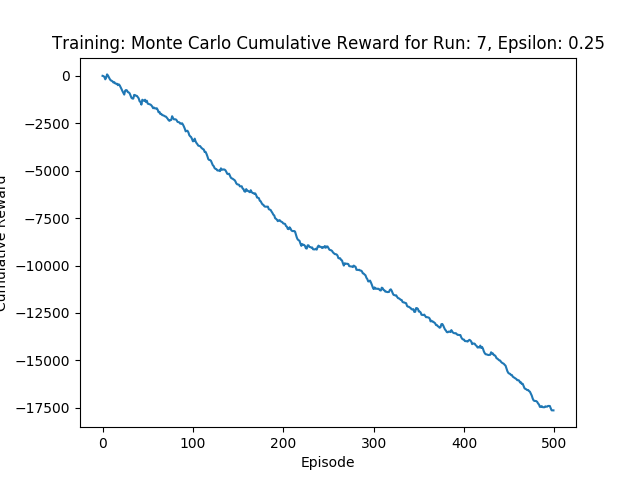 Training: Monte Carlo Cumulative Reward for Run: 7, Epsilon: 0.25
0
−2500
−5000
−7500
−10000
−12500
−15000
−17500
Cumulative Reward
0 100 200 300 400 500
Episode